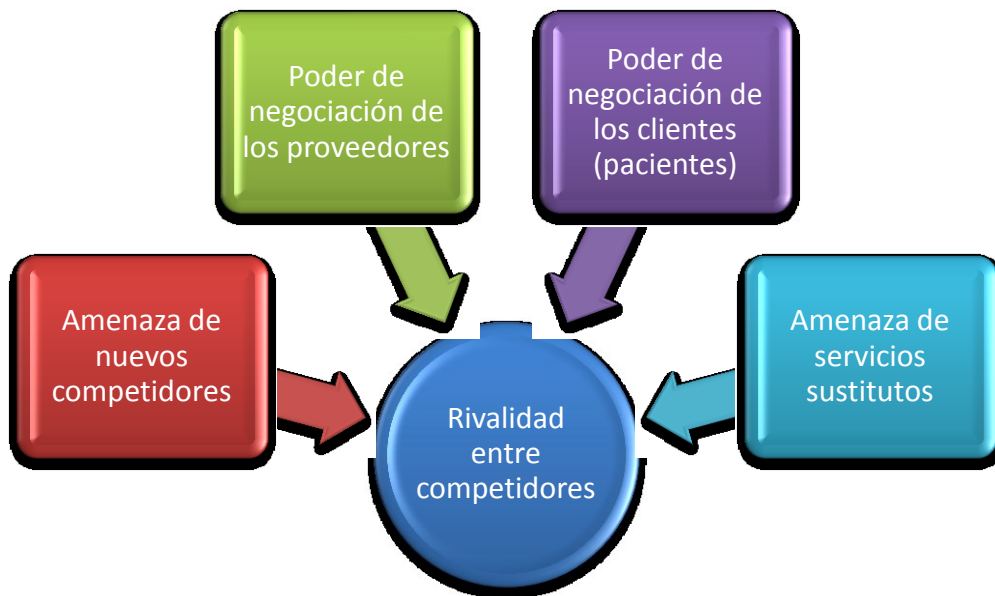 Poder de
negociación de
los proveedores
Poder de
negociación de
los clientes
(pacientes)
Amenaza de
nuevos
competidores
Rivalidad
entre
competidores
Amenaza de
servicios
sustitutos